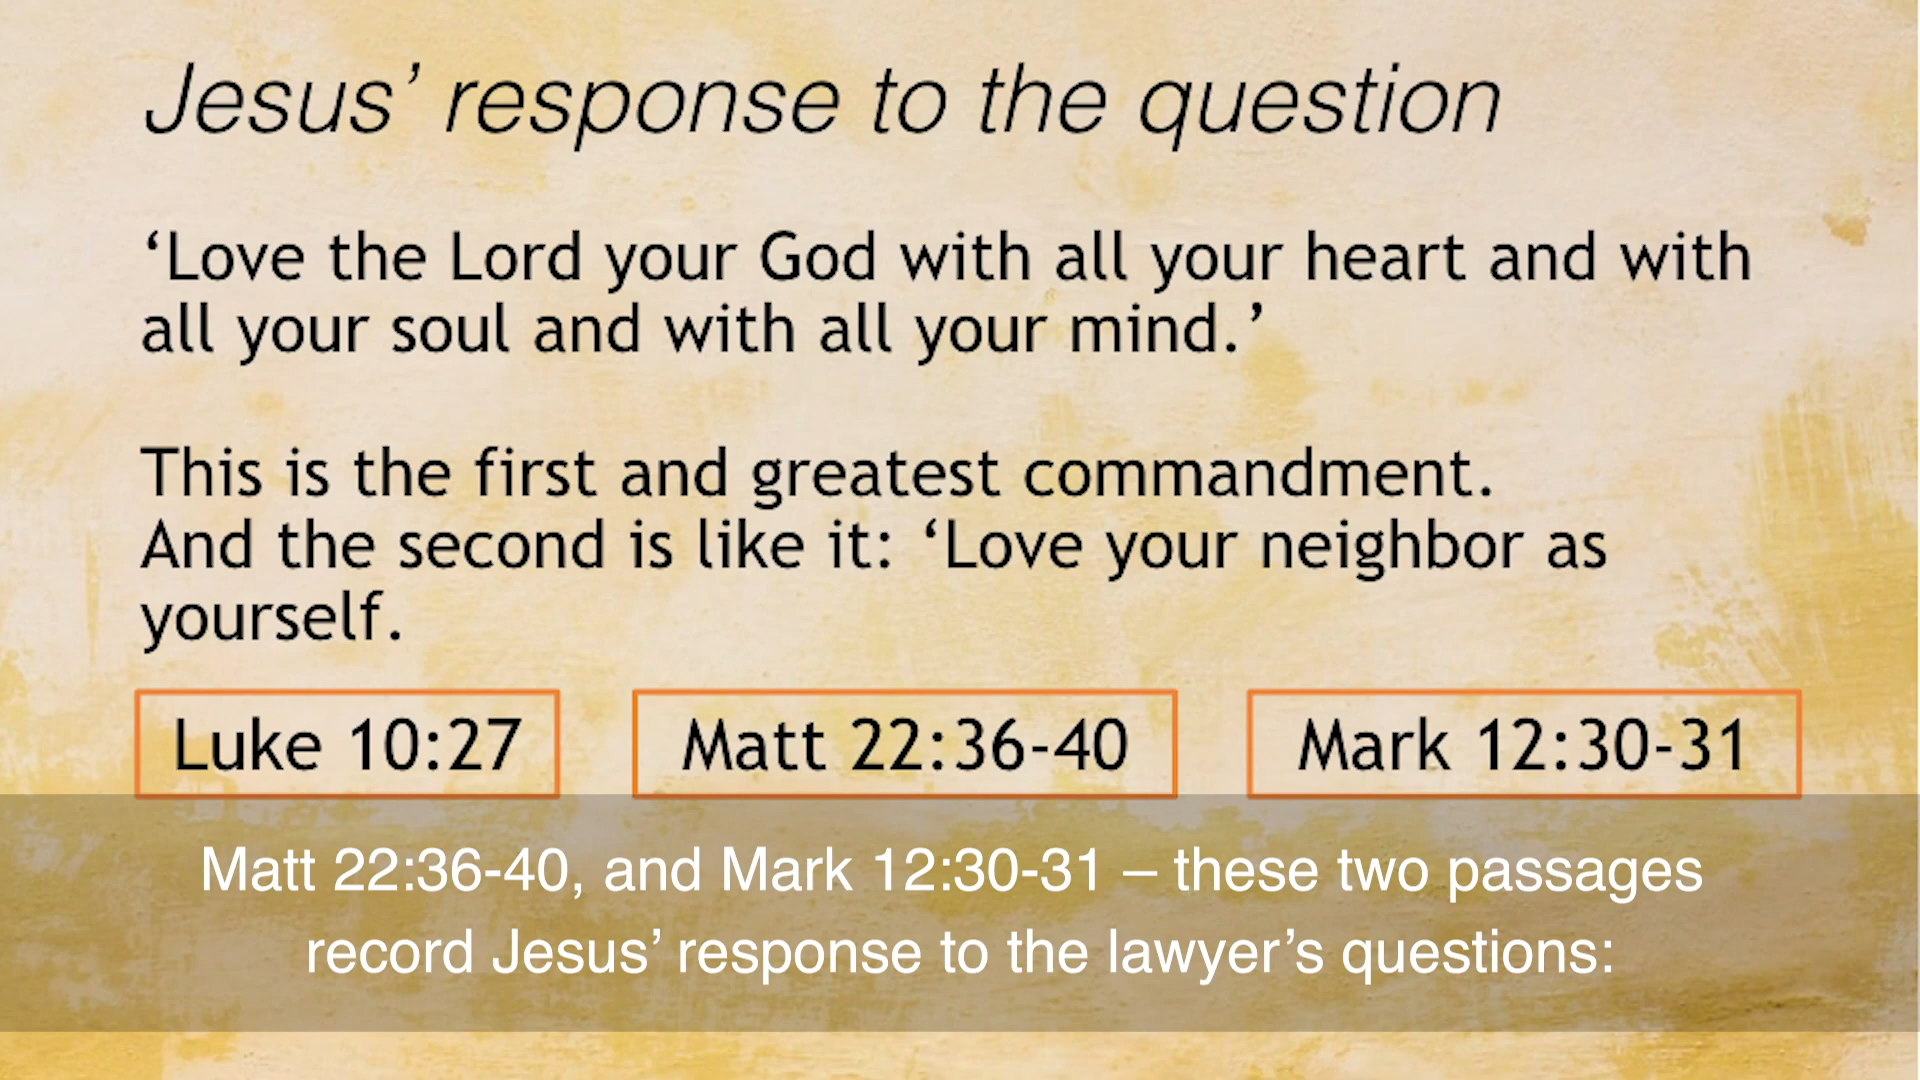 Jesus’ response to the question
‘Love the Lord your God with all your heart and with
all your soul and with all your mind.’
This is the first and greatest commandment.
And the second is like it: ‘Love your neighbor as
yourself.
Luke 10:27
Matt 22:36-40
Mark 12:30-31
Matt 22:36-40, and Mark 12:30-31 – these two passages
record Jesus’ response to the lawyer’s questions: